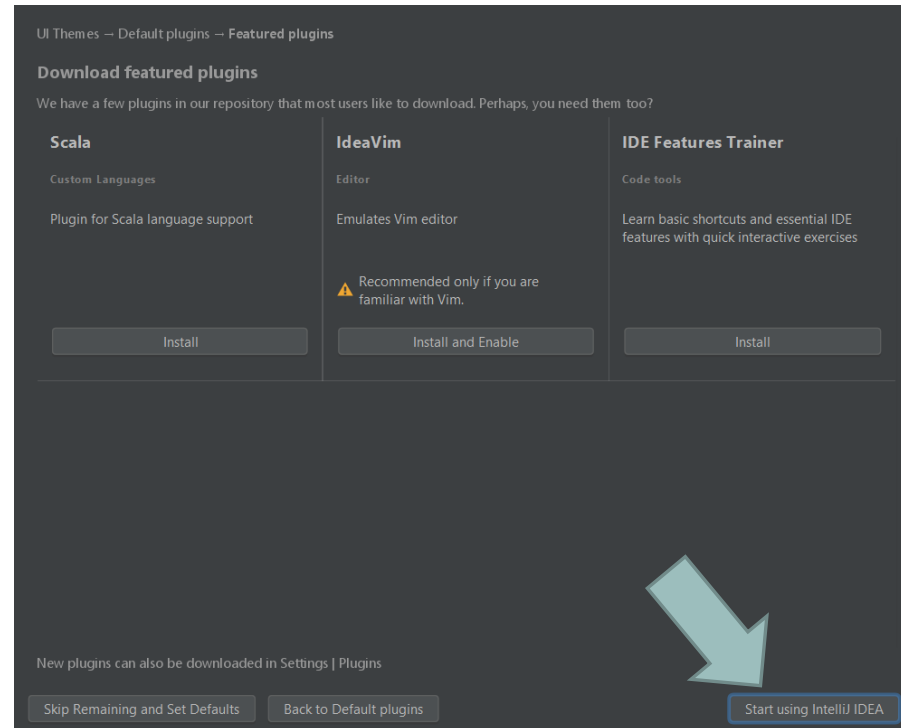 UI Themes → Default plugins → Featured plugins
Download featured plugins
We have a few plugins in our repository that most users like to download. Perhaps, you need them too?
Scala
Custom Languages
Plugin for Scala language support
Install
IdeaVim
Editor
Emulates Vim editor
Recommended only if you are
familiar with Vim.
Install and Enable
IDE Features Trainer
Code tools
Learn basic shortcuts and essential IDE
features with quick interactive exercises
Install
New plugins can also be downloaded in Settings | Plugins
Skip Remaining and Set Defaults
Back to Default plugins
Start using IntelliJ IDEA